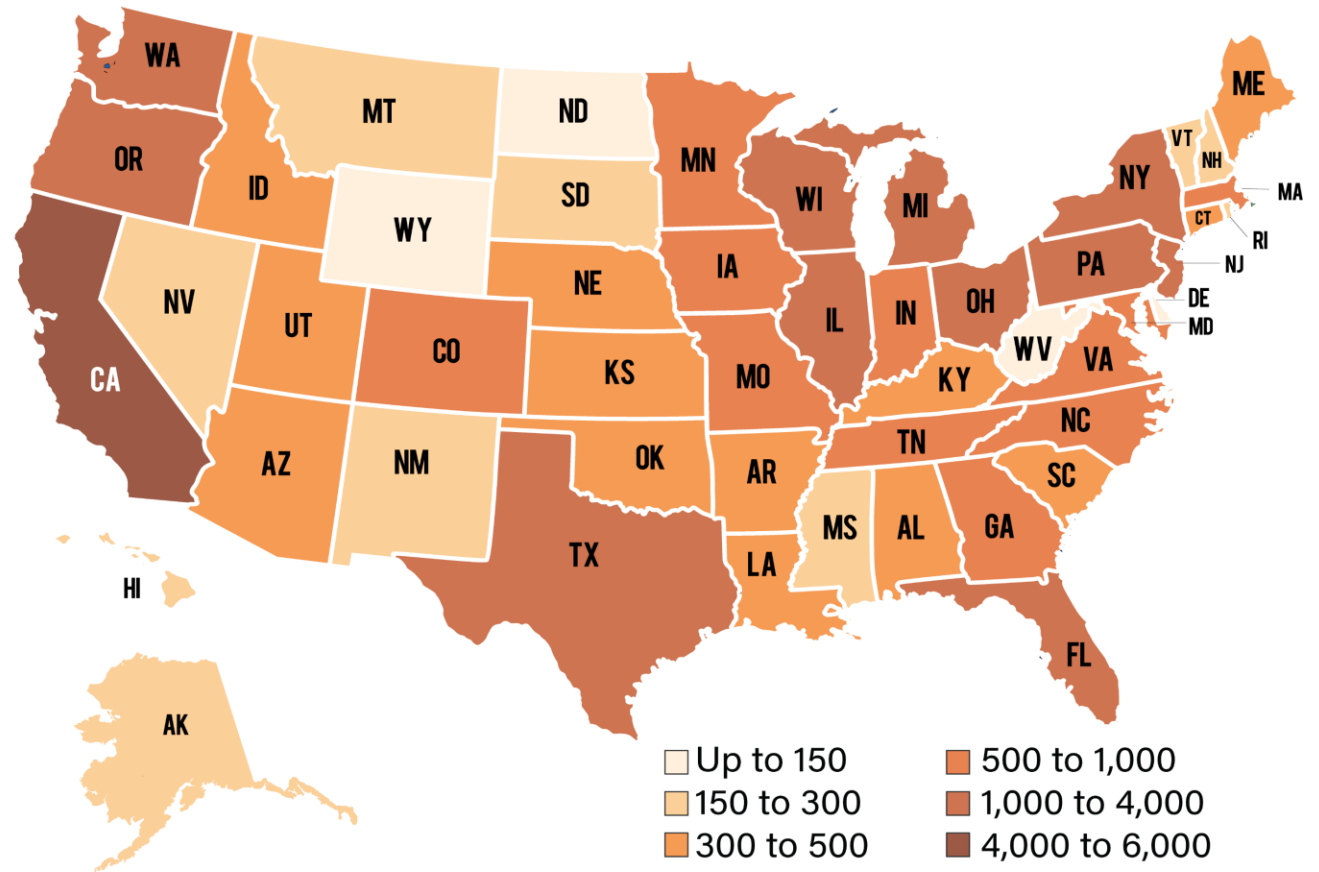 WA
OR
CA
ID
NV
MT
WY
UT
AZ
CO
NM
ND
SD
NE
KS
OK
TX
MN
IA
MO
AR
LA
WI
IL
MI
IN
OH
KY
TN
MS
AL
GA
FL
SC
NC
VA
WV
PA
NY
VT
NH
ME
MA
CT
RI
NJ
DE
MD
HI
AK
Up to 150
150 to 300
300 to 500
500 to 1,000
1,000 to 4,000
4,000 to 6,000